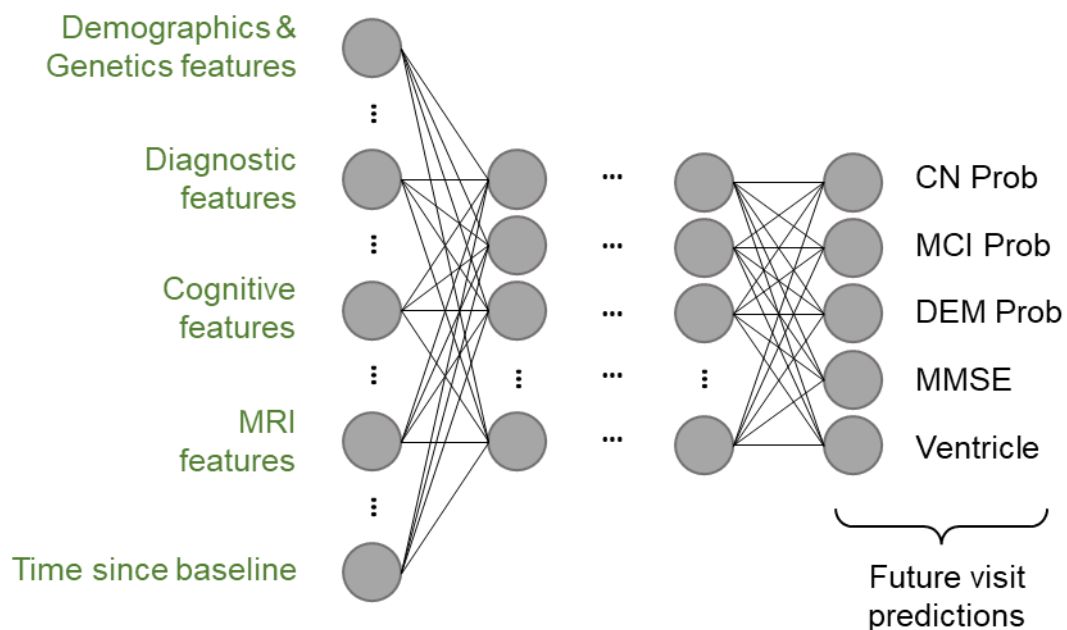 Demographics &
Genetics features
Diagnostic
features
Cognitive
features
MRI
features
Time since baseline
CN Prob
MCI Prob
DEM Prob
MMSE
Ventricle
Future visit
predictions